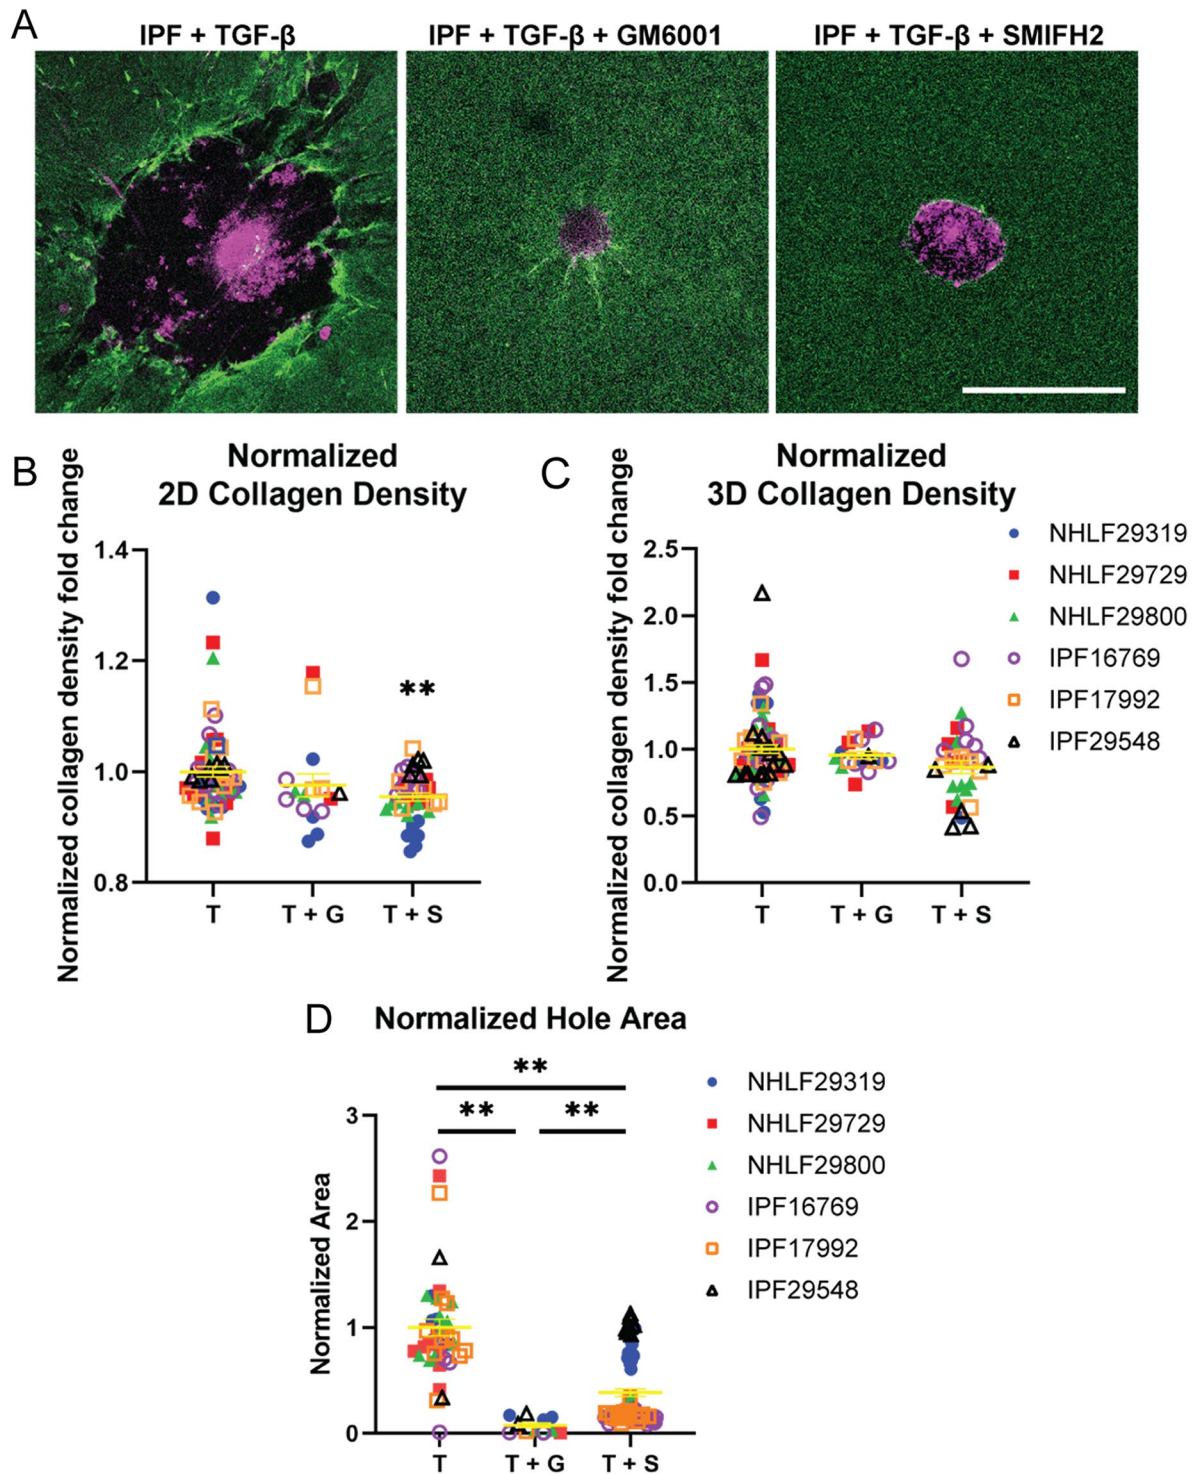 A
IPF + TGF-β
IPF + TGF-β + GM6001
IPF + TGF-β + SMIFH2
B
Normalized
2D Collagen Density
Normalized collagen density fold change
1.4
1.2
1.0
0.8
**
T
T + G
T + S
C
Normalized
3D Collagen Density
Normalized collagen density fold change
2.5
2.0
1.5
1.0
0.5
0.0
T
T + G
T + S
NHLF29319
NHLF29729
NHLF29800
IPF16769
IPF17992
IPF29548
D
Normalized Hole Area
Normalized Area
3
2
1
0
**
**
**
T
T + G
T + S
NHLF29319
NHLF29729
NHLF29800
IPF16769
IPF17992
IPF29548